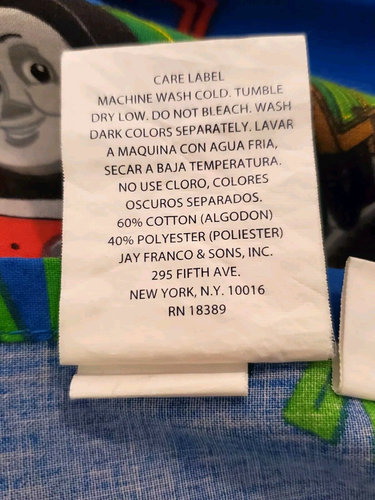 CARE LABEL
MACHINE WASH COLD. TUMBLE
DRY LOW. DO NOT BLEACH. WASH
DARK COLORS SEPARATELY. LAVAR
A MAQUINA CON AGUA FRIA,
SECAR A BAJA TEMPERATURA.
NO USE CLORO, COLORES
OSCUROS SEPARADOS.
60% COTTON (ALGODON)
40% POLYESTER (POLIESTER)
JAY FRANCO & SONS, INC.
295 FIFTH AVE.
NEW YORK, N.Y. 10016
RN 18389